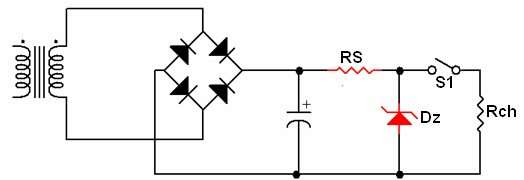 RS
S1
Dz
Rch
+